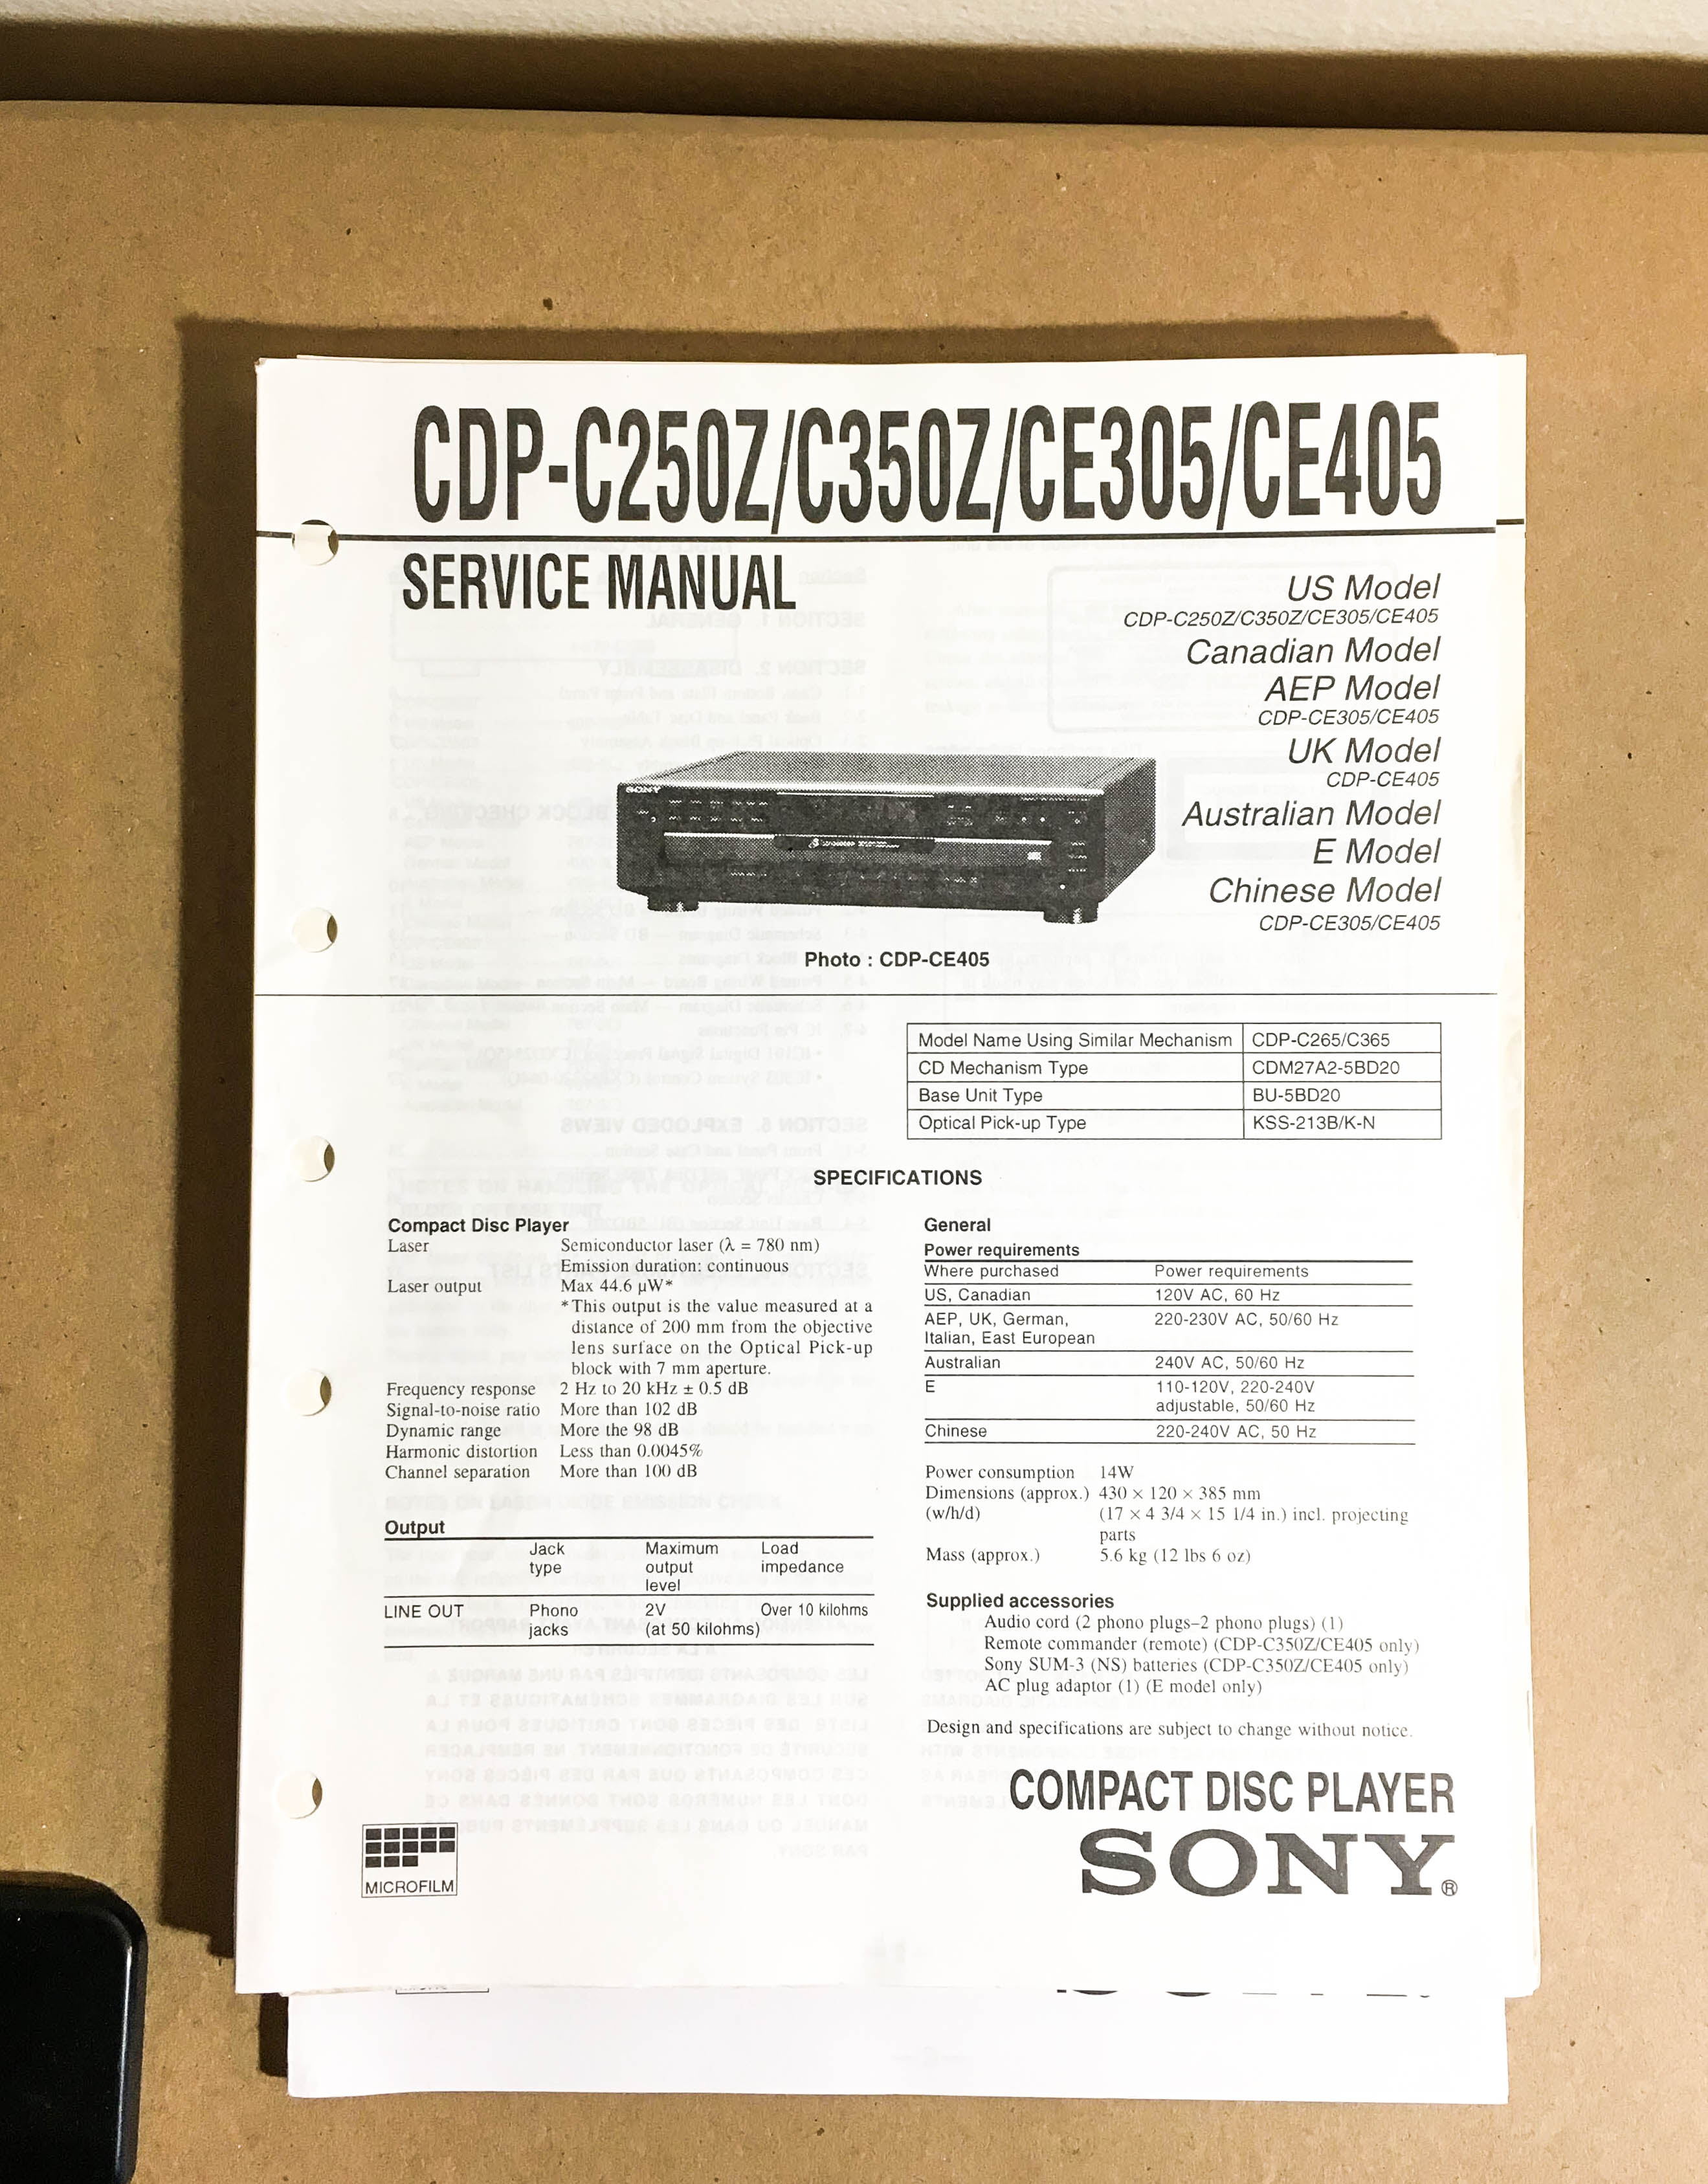 CDP-C250Z/C350Z/CE305/CE405
SERVICE MANUAL
US Model
CDP-C250Z/C350Z/CE305/CE405
Canadian Model
AEP Model
CDP-CE305/CE405
UK Model
CDP-CE405
Australian Model
E Model
Chinese Model
CDP-CE305/CE405
SONY
Photo : CDP-CE405
Model Name Using Similar Mechanism CDP-C265/C365
CD Mechanism Type CDM27A2-5BD20
Base Unit Type BU-5BD20
Optical Pick-up Type KSS-213B/K-N
SPECIFICATIONS
Compact Disc Player
Laser Semiconductor laser (λ = 780 nm)
Emission duration: continuous
Laser output Max 44.6 µW*
*This output is the value measured at a
distance of 200 mm from the objective
lens surface on the Optical Pick-up
block with 7 mm aperture.
Frequency response 2 Hz to 20 kHz ± 0.5 dB
Signal-to-noise ratio More than 102 dB
Dynamic range More the 98 dB
Harmonic distortion Less than 0.0045%
Channel separation More than 100 dB
Output
Jack Maximum Load
type output impedance
level
LINE OUT Phono 2V Over 10 kilohms
jacks (at 50 kilohms)
General
Power requirements
Where purchased Power requirements
US, Canadian 120V AC, 60 Hz
AEP, UK, German, 220-230V AC, 50/60 Hz
Italian, East European
Australian 240V AC, 50/60 Hz
E 110-120V, 220-240V
adjustable, 50/60 Hz
Chinese 220-240V AC, 50 Hz
Power consumption 14W
Dimensions (approx.) 430 × 120 × 385 mm
(w/h/d) (17 × 4 3/4 × 15 1/4 in.) incl. projecting
parts
Mass (approx.) 5.6 kg (12 lbs 6 oz)
Supplied accessories
Audio cord (2 phono plugs–2 phono plugs) (1)
Remote commander (remote) (CDP-C350Z/CE405 only)
Sony SUM-3 (NS) batteries (CDP-C350Z/CE405 only)
AC plug adaptor (1) (E model only)
Design and specifications are subject to change without notice.
COMPACT DISC PLAYER
SONY®
MICROFILM